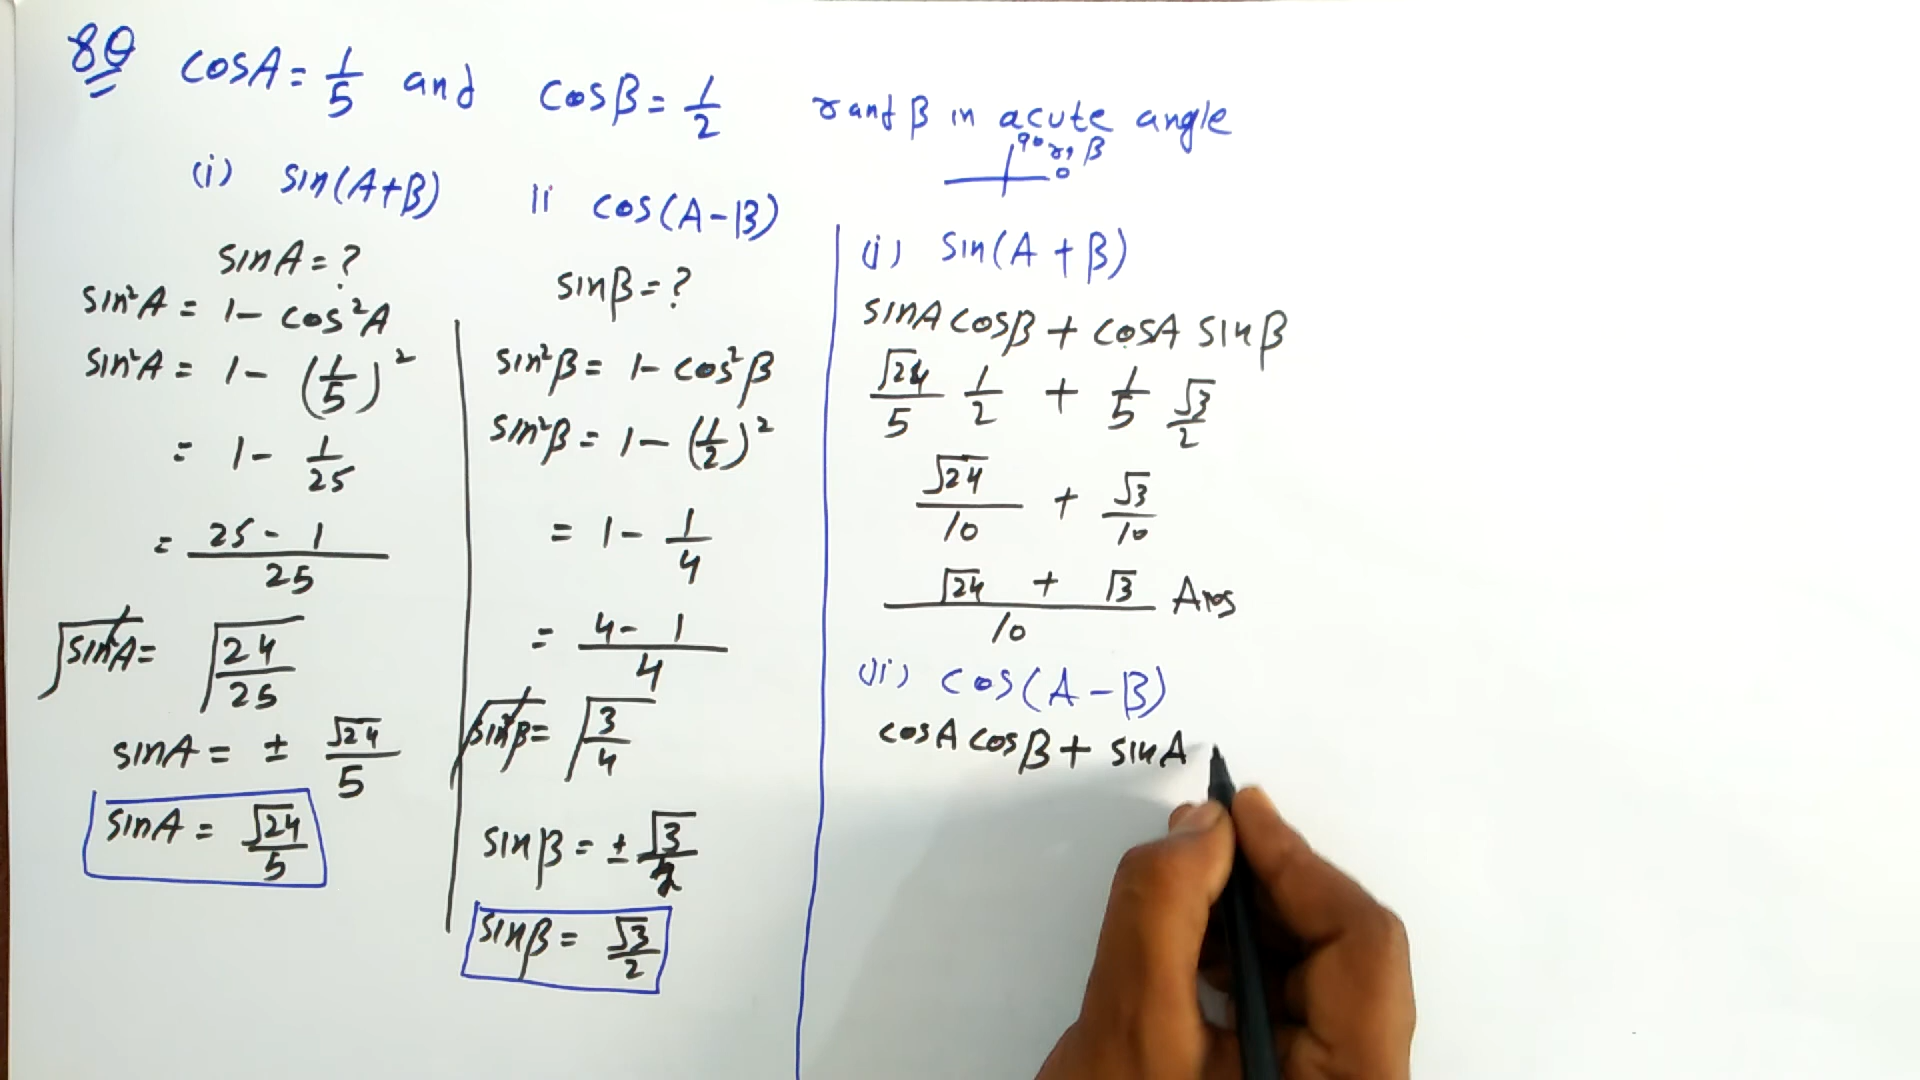 8Q cosA = 1/5 and cosβ = 1/2 γ and β in acute angle
90 γ, β
0
(i) sin(A+β) ii cos(A-B)
sinA = ?
sin²A = 1 - cos²A
sin²A = 1 - (1/5)²
= 1 - 1/25
= 25 - 1/25
√sin²A = √24/25
sinA = ± √24/5
sinA = √24/5
sinβ = ?
sin²β = 1 - cos²β
sin²β = 1 - (1/2)²
= 1 - 1/4
= 4 - 1/4
√sin²β = √3/4
sinβ = ± √3/2
sinβ = √3/2
(i) sin(A + β)
sinA cosβ + cosA sinβ
√24/5 1/2 + 1/5 √3/2
√24/10 + √3/10
√24 + √3/10 Ans
(ii) cos(A - B)
cosA cosβ + sinA